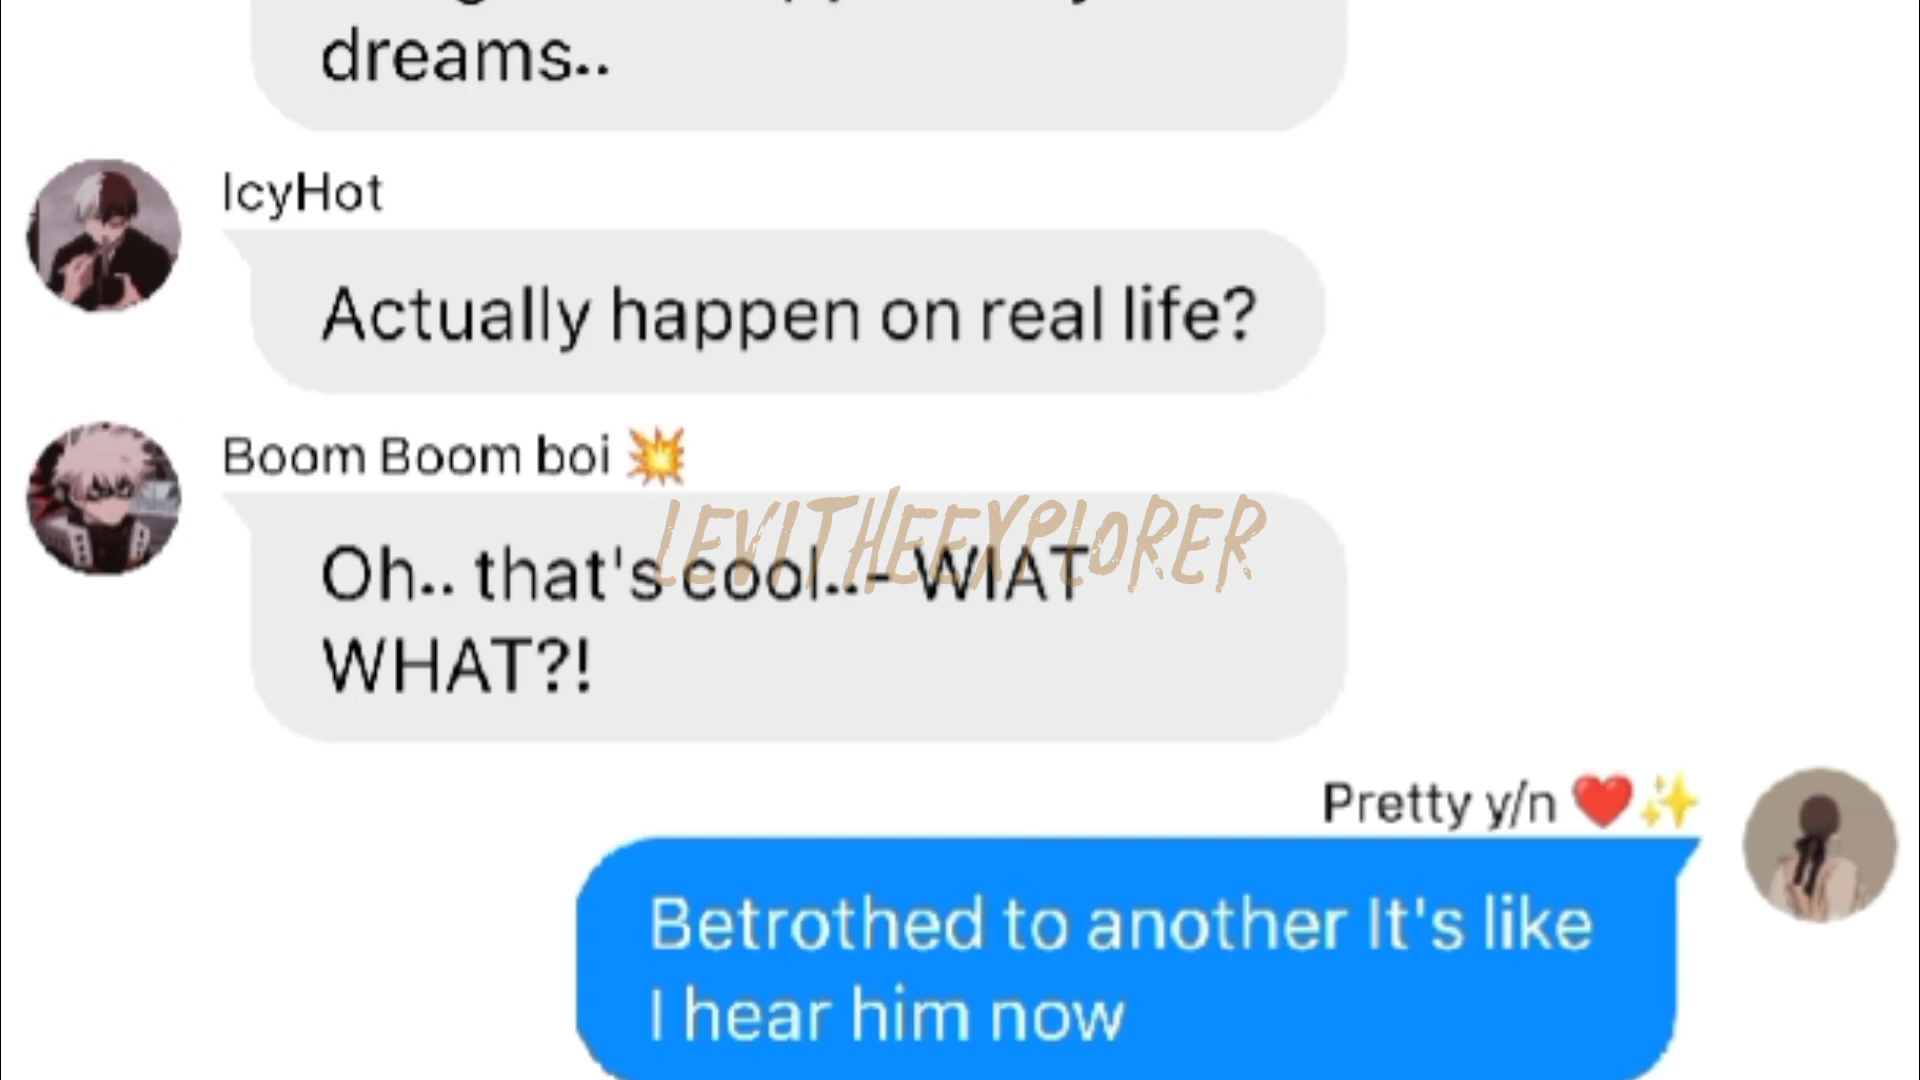 dreams..
IcyHot
Actually happen on real life?
Boom Boom boi 💥
LEVITHEEXPLORER
Oh.. that's cool..- WIAT
WHAT?!
Pretty y/n ❤️✨
Betrothed to another It's like
I hear him now